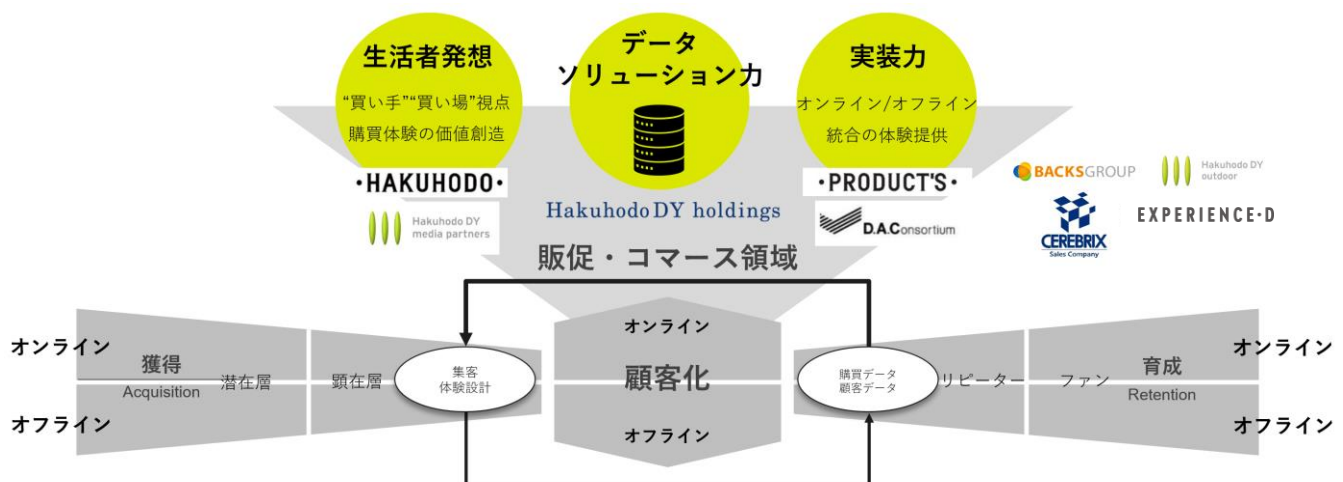 生活者発想
“買い手”“買い場”視点
購買体験の価値創造
・HAKUHODO・
Hakuhodo DY
media partners
データ
ソリューション力
Hakuhodo DY holdings
実装力
オンライン/オフライン
統合の体験提供
・PRODUCT'S・
D.A.Consortium
BACKSGROUP
Hakuhodo DY
outdoor
CEREBRIX
Sales Company
EXPERIENCE・D
販促・コマース領域
オンライン
獲得
Acquisition
潜在層
顕在層
オフライン
集客
体験設計
オンライン
顧客化
オフライン
購買データ
顧客データ
リピーター
ファン
育成
Retention
オンライン
オフライン